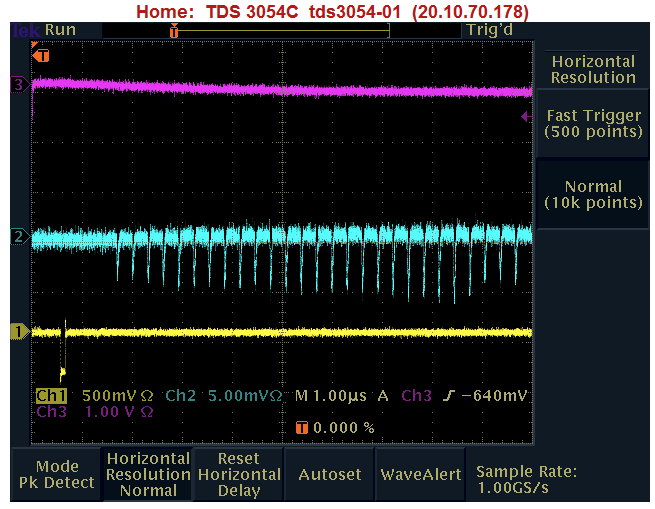 Home: TDS 3054C tds3054-01 (20.10.70.178)
Tek Run Trig'd
T
T
Horizontal
Resolution
3
Fast Trigger
(500 points)
Normal
(10k points)
2
1
Ch1 500mV Ω Ch2 5.00mVΩ M 1.00µs A Ch3 ∫ −640mV
Ch3 1.00 V Ω
T 0.000 %
Mode
Pk Detect
Horizontal
Resolution
Normal
Reset
Horizontal
Delay
Autoset
WaveAlert
Sample Rate:
1.00GS/s